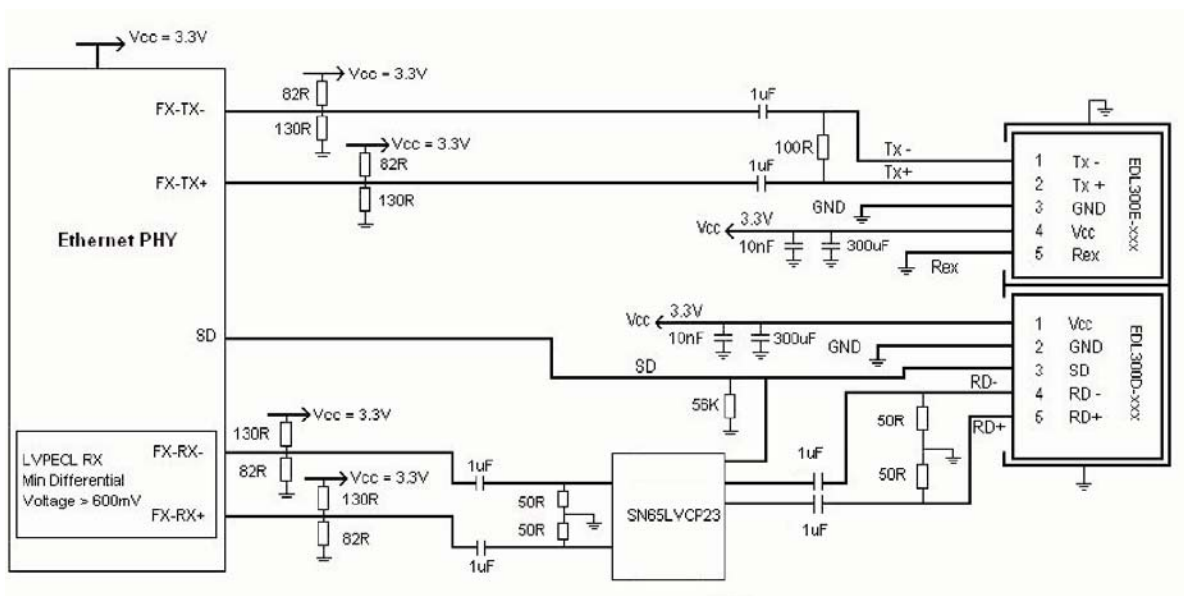 Vcc = 3.3V
Vcc = 3.3V
82R
FX-TX-
130R
1uF
Vcc = 3.3V
82R
100R
Tx -
1uF
Tx+
FX-TX+
130R
Ethernet PHY
1 Tx -
2 Tx +
3 GND
4 Vcc
5 Rex
EDL300E-xxx
GND
Vcc 3.3V
10nF
300uF
Rex
Vcc 3.3V
10nF
300uF
GND
SD
SD
56K
1 Vcc
2 GND
3 SD
4 RD -
5 RD+
EDL300D-xxx
RD-
RD+
50R
50R
Vcc = 3.3V
130R
LVPECL RX
Min Differential
Voltage > 600mV
FX-RX-
82R
Vcc = 3.3V
130R
FX-RX+
82R
1uF
50R
50R
1uF
SN65LVCP23
1uF
1uF